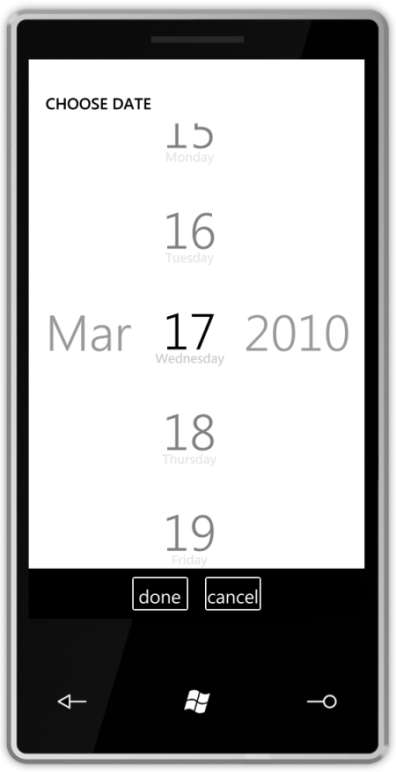 CHOOSE DATE
15
Monday
16
Tuesday
Mar 17 2010
Wednesday
18
Thursday
19
Friday
done cancel